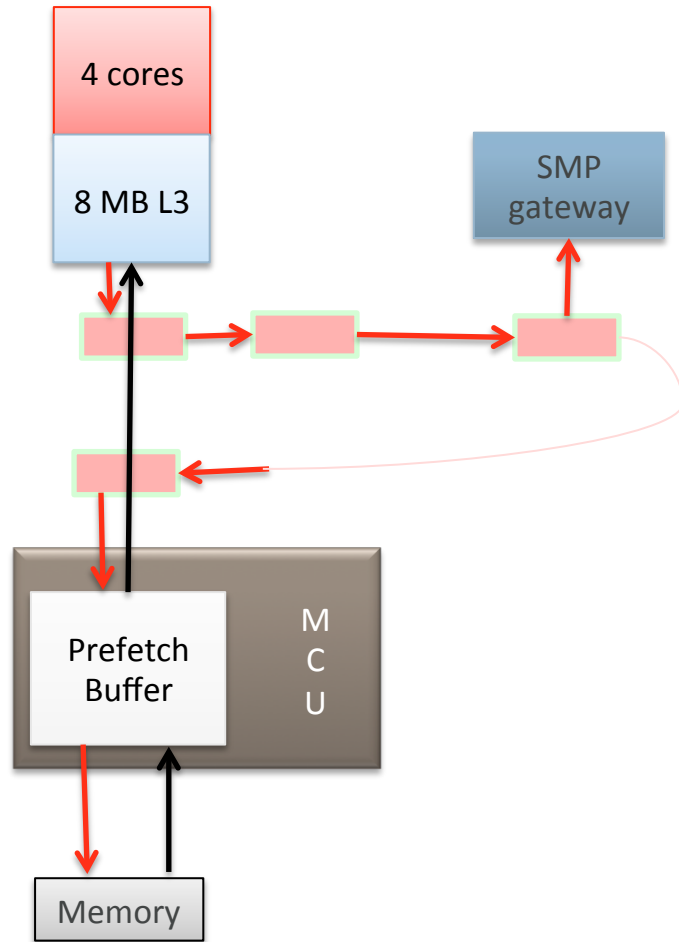 4 cores
8 MB L3
SMP
gateway
Prefetch
Buffer
M
C
U
Memory